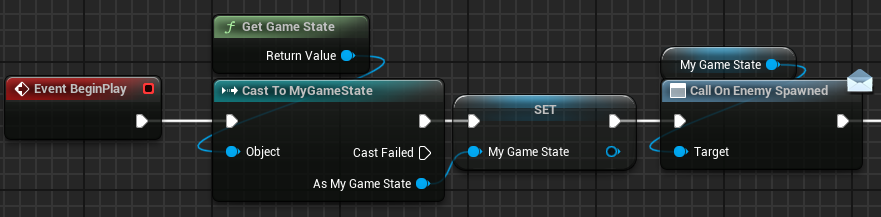 Get Game State
Return Value
Event BeginPlay
Cast To MyGameState
Object
Cast Failed
As My Game State
SET
My Game State
My Game State
Call On Enemy Spawned
Target